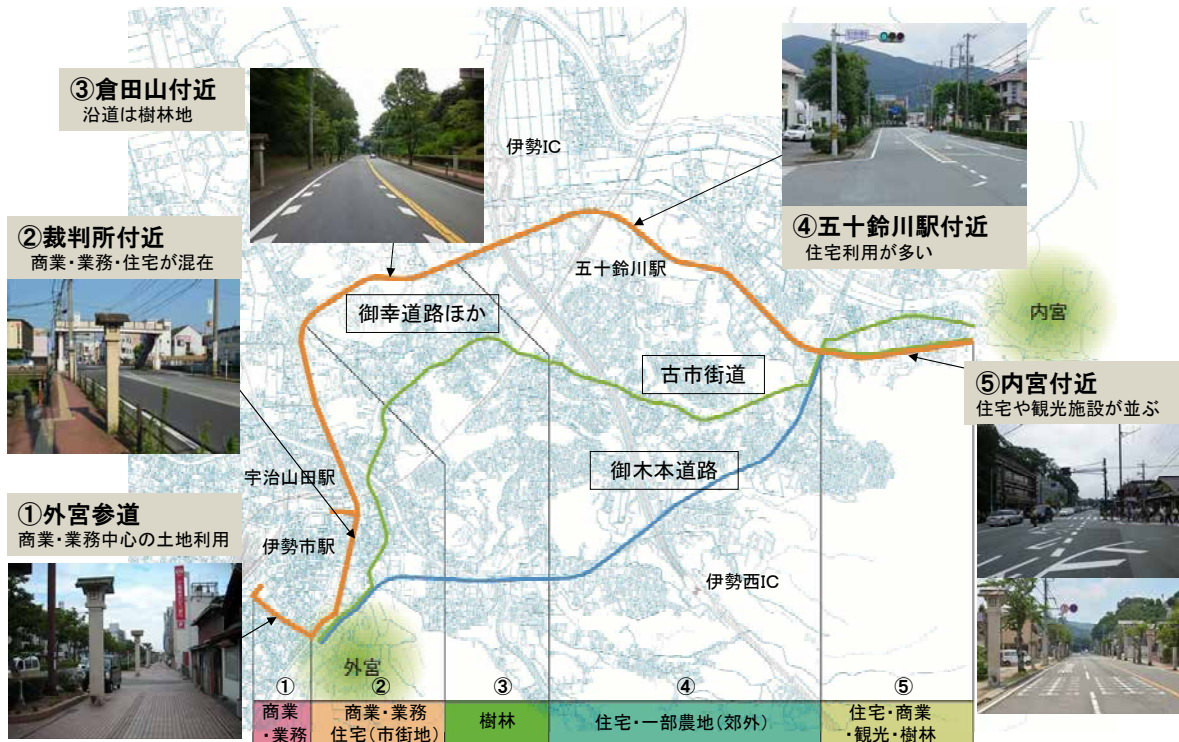 ③倉田山付近
沿道は樹林地
伊勢IC
④五十鈴川駅付近
住宅利用が多い
②裁判所付近
商業・業務・住宅が混在
五十鈴川駅
御幸道路ほか
内宮
古市街道
⑤内宮付近
住宅や観光施設が並ぶ
御木本道路
宇治山田駅
①外宮参道
商業・業務中心の土地利用
伊勢市駅
伊勢西IC
外宮
① ② ③ ④ ⑤
商業
・業務
商業・業務
住宅(市街地)
樹林
住宅・一部農地(郊外)
住宅・商業
・観光・樹林